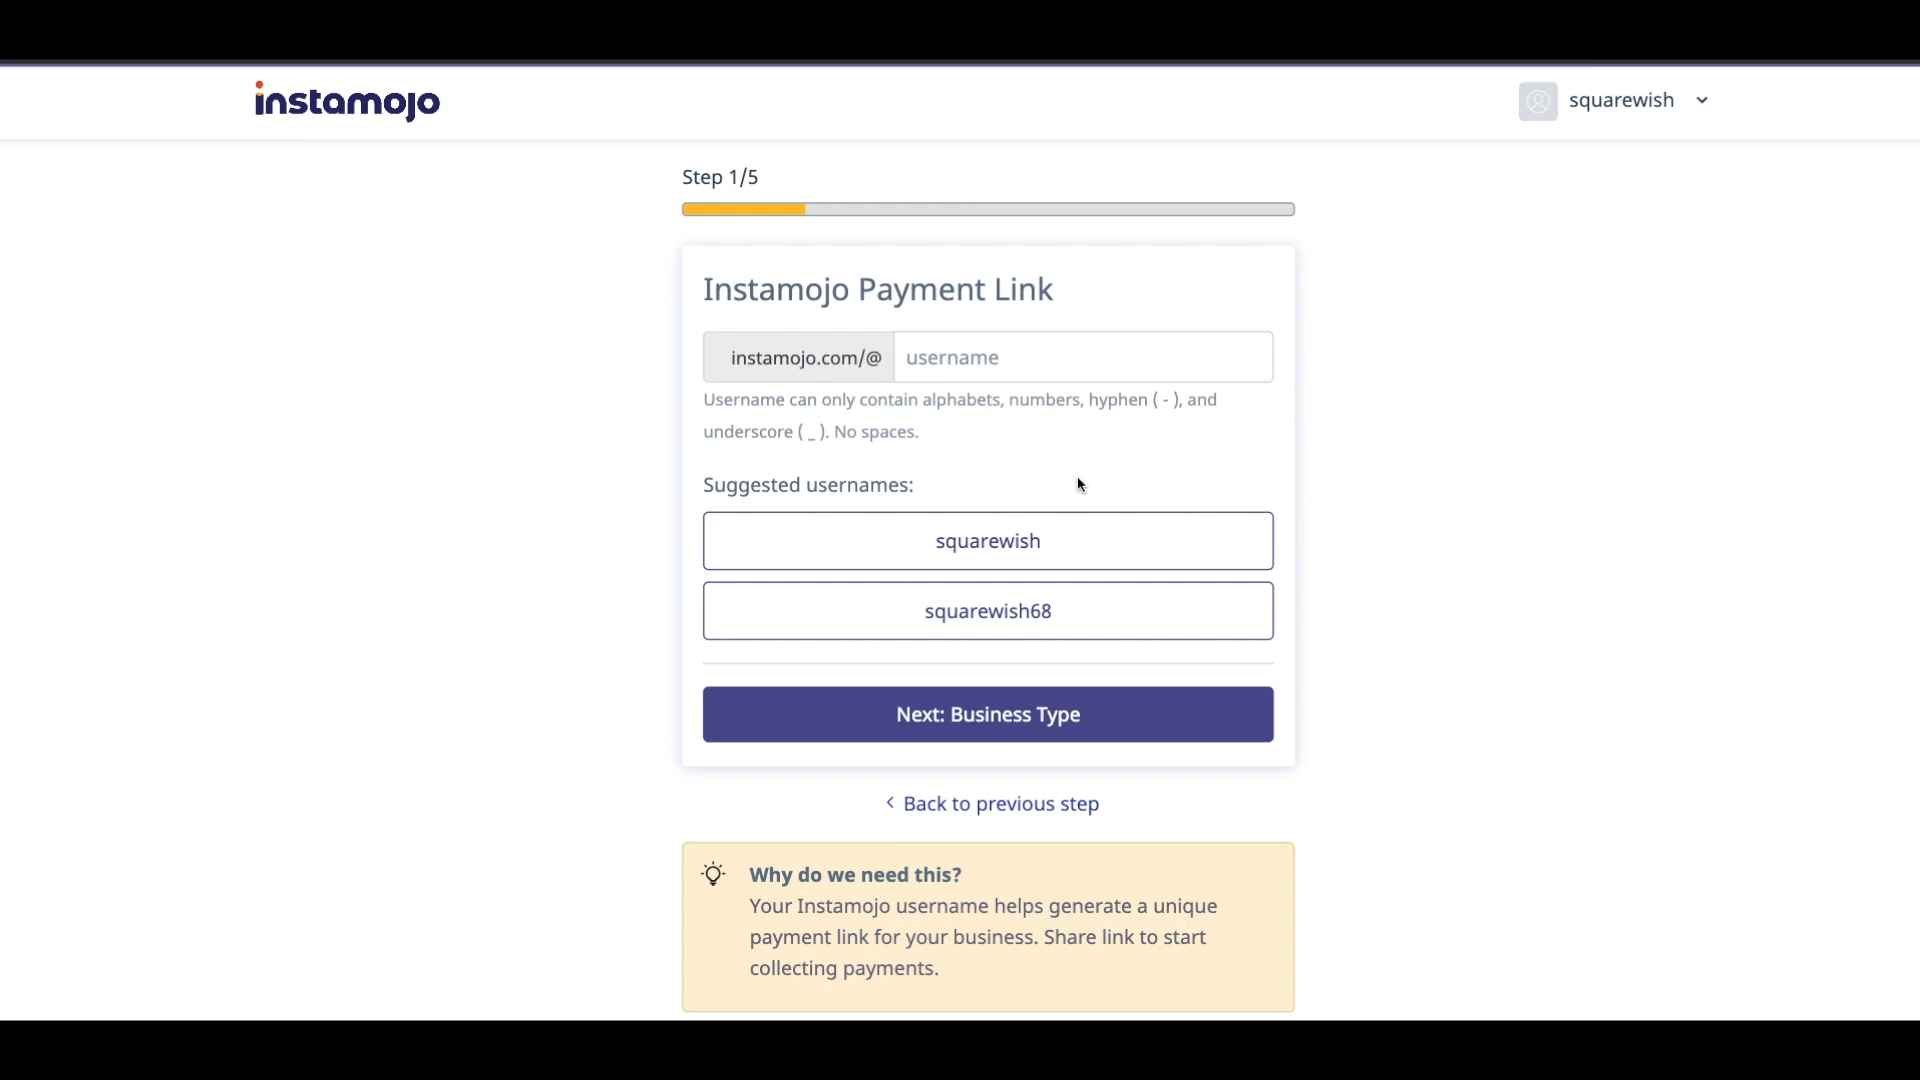 instamojo
squarewish
Step 1/5
Instamojo Payment Link
instamojo.com/@ username
Username can only contain alphabets, numbers, hyphen ( - ), and
underscore ( _ ). No spaces.
Suggested usernames:
squarewish
squarewish68
Next: Business Type
Back to previous step
Why do we need this?
Your Instamojo username helps generate a unique
payment link for your business. Share link to start
collecting payments.